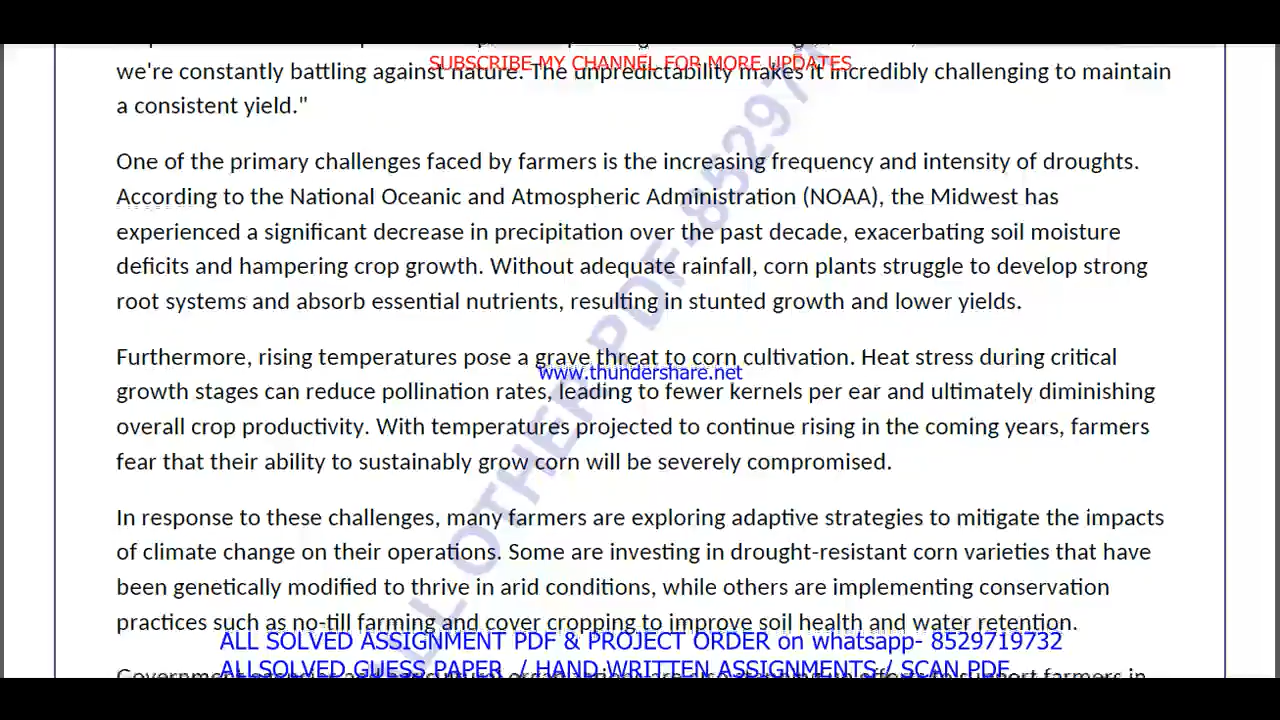 SUBSCRIBE MY CHANNEL FOR MORE UPDATES
we're constantly battling against nature. The unpredictability makes it incredibly challenging to maintain
a consistent yield."
One of the primary challenges faced by farmers is the increasing frequency and intensity of droughts.
According to the National Oceanic and Atmospheric Administration (NOAA), the Midwest has
experienced a significant decrease in precipitation over the past decade, exacerbating soil moisture
deficits and hampering crop growth. Without adequate rainfall, corn plants struggle to develop strong
root systems and absorb essential nutrients, resulting in stunted growth and lower yields.
Furthermore, rising temperatures pose a grave threat to corn cultivation. Heat stress during critical
www.thundershare.net
growth stages can reduce pollination rates, leading to fewer kernels per ear and ultimately diminishing
overall crop productivity. With temperatures projected to continue rising in the coming years, farmers
fear that their ability to sustainably grow corn will be severely compromised.
In response to these challenges, many farmers are exploring adaptive strategies to mitigate the impacts
of climate change on their operations. Some are investing in drought-resistant corn varieties that have
been genetically modified to thrive in arid conditions, while others are implementing conservation
practices such as no-till farming and cover cropping to improve soil health and water retention.
ALL SOLVED ASSIGNMENT PDF & PROJECT ORDER on whatsapp- 8529719732
ALLSOLVED GUESS PAPER / HAND WRITTEN ASSIGNMENTS / SCAN PDF
LL OTHER PDF-85297